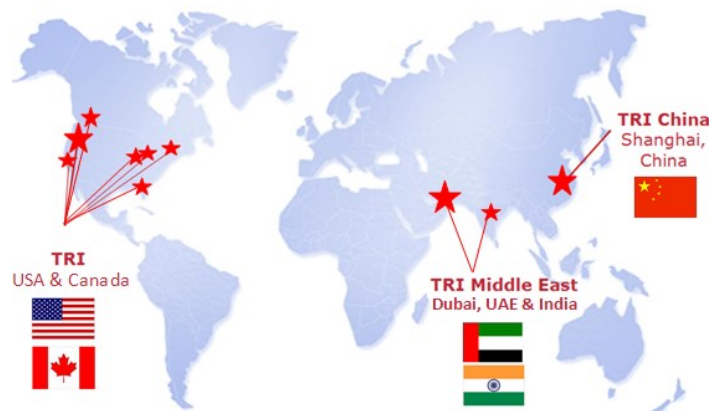 TRI China
Shanghai,
China
TRI
USA & Canada
TRI Middle East
Dubai, UAE & India